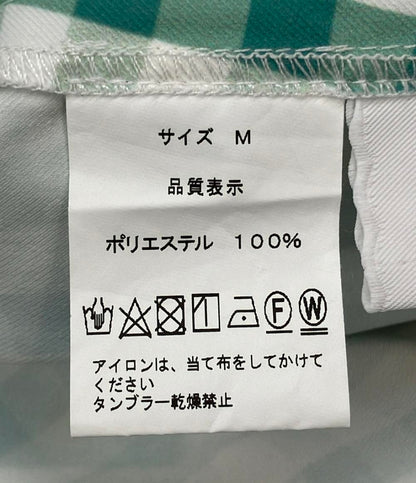 サイズ M
品質表示
ポリエステル 100%
F W
アイロンは、当て布をしてかけて
ください
タンブラー乾燥禁止